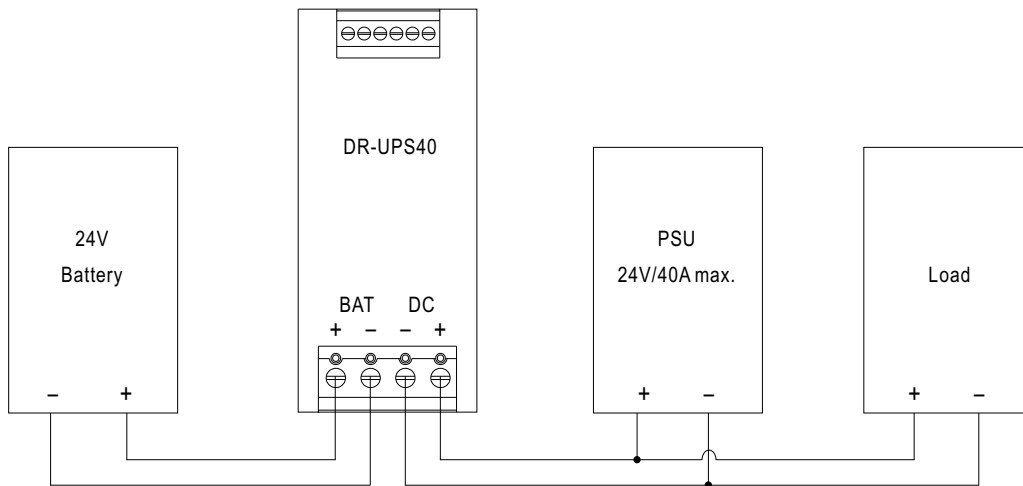 DR-UPS40
24V
Battery
PSU
24V/40A max.
Load
BAT DC
+ − − +
− +
+ −
+ −